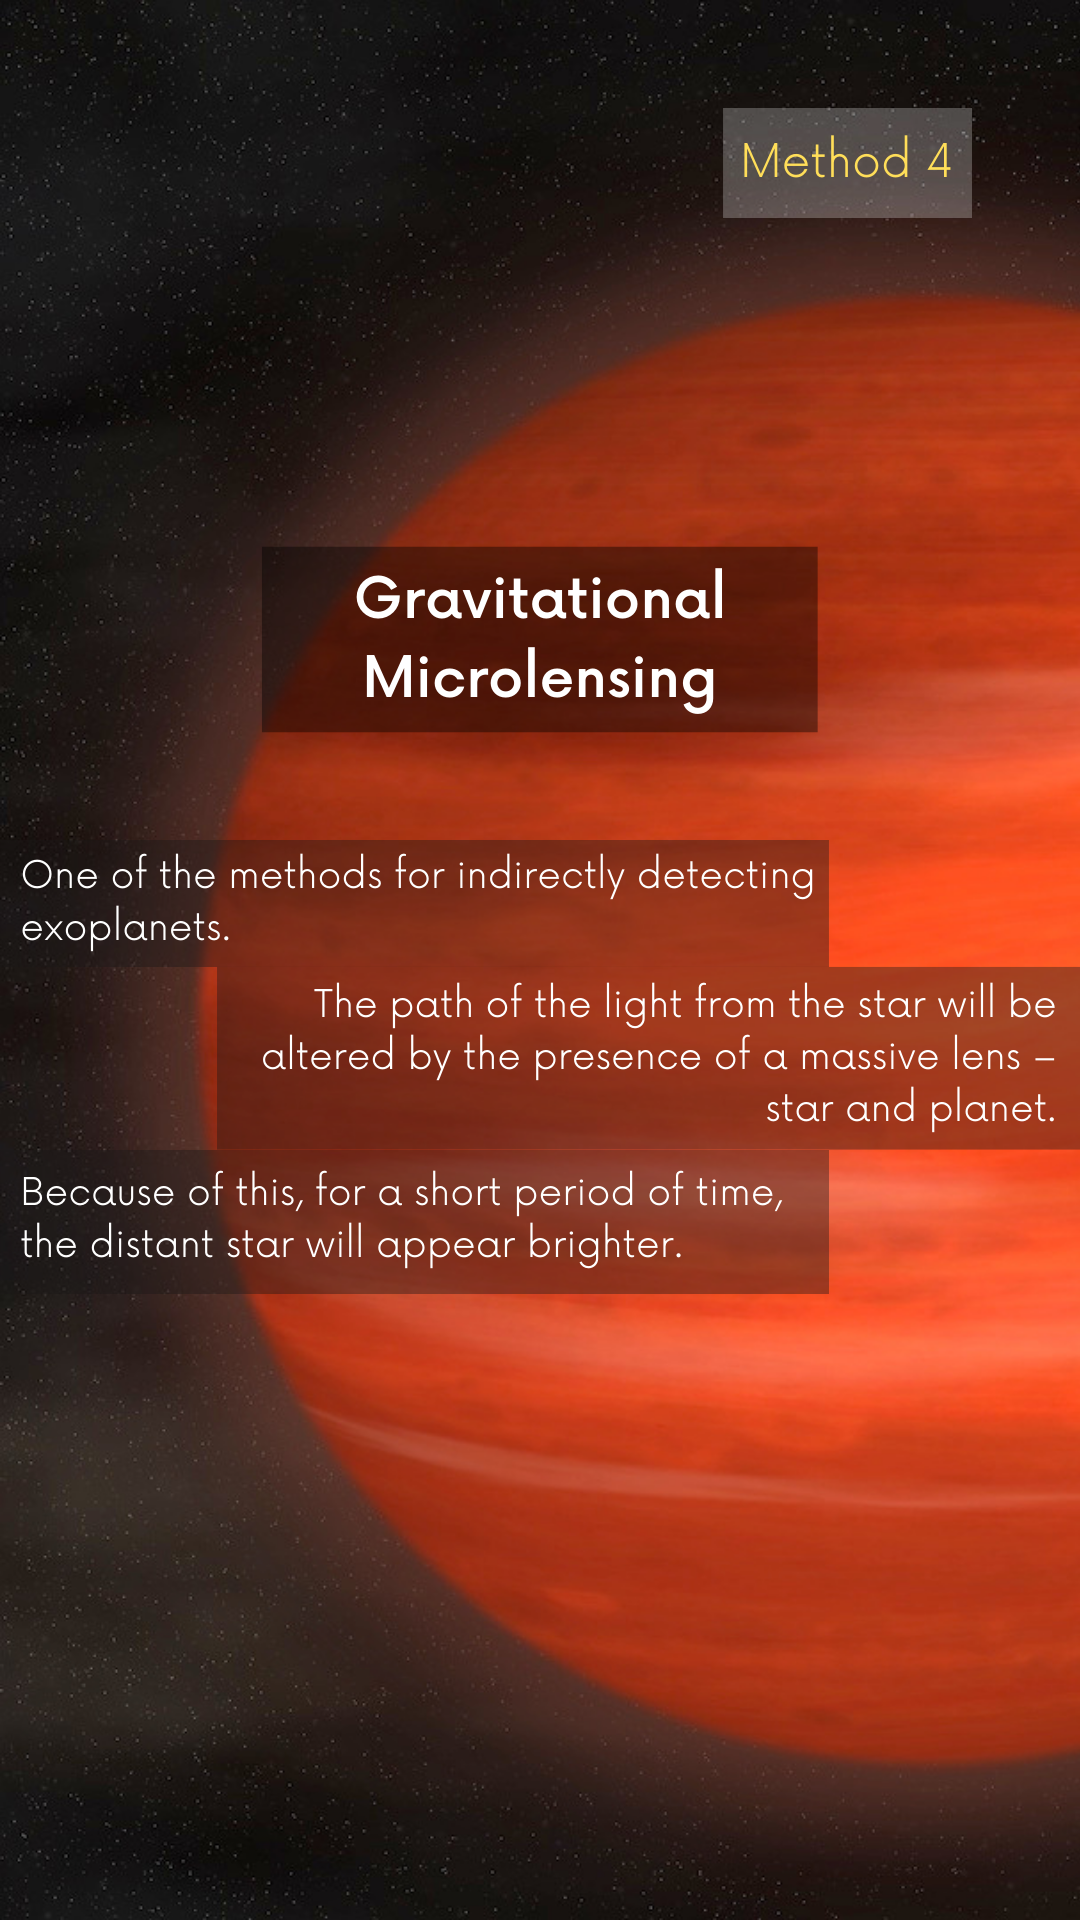 Method 4
Gravitational
Microlensing
One of the methods for indirectly detecting
exoplanets.
The path of the light from the star will be
altered by the presence of a massive lens –
star and planet.
Because of this, for a short period of time,
the distant star will appear brighter.